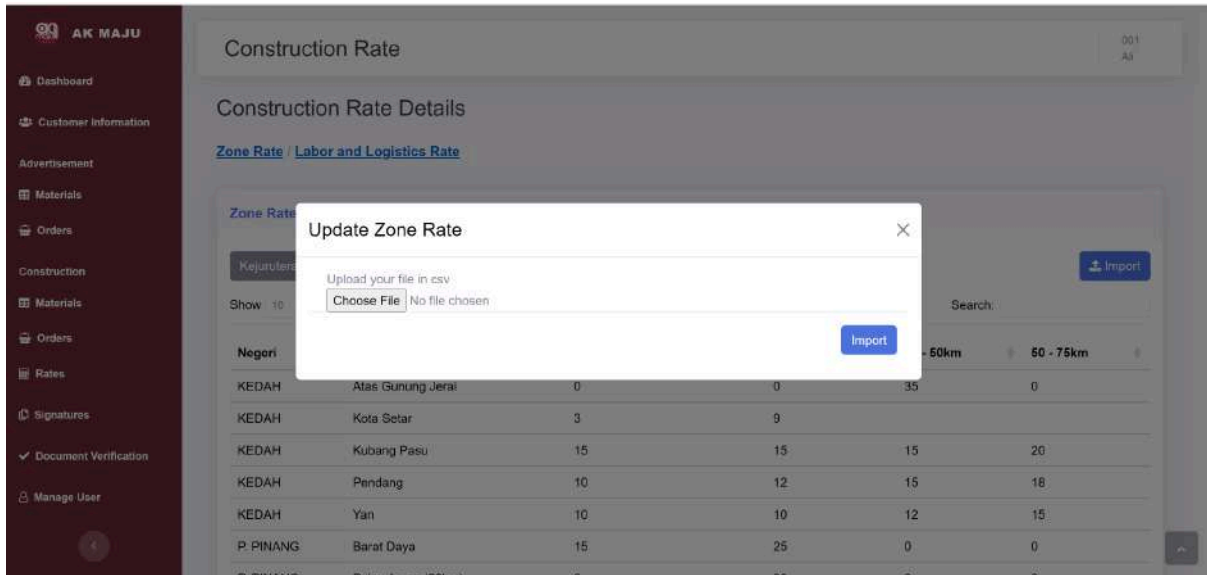 AK MAJU
Dashboard
Customer Information
Advertisement
Materials
Orders
Construction
Materials
Orders
Rates
Signatures
Document Verification
Manage User
Construction Rate
001
Ali
Construction Rate Details
Zone Rate / Labor and Logistics Rate
Zone Rate
Update Zone Rate
Upload your file in csv
Choose File No file chosen
Import
Import
Show 10
Search:
Negeri - 50km 50 - 75km
KEDAH Atas Gunung Jerai 0 0 35 0
KEDAH Kota Setar 3 9
KEDAH Kubang Pasu 15 15 15 20
KEDAH Pendang 10 12 15 18
KEDAH Yan 10 10 12 15
P. PINANG Barat Daya 15 25 0 0